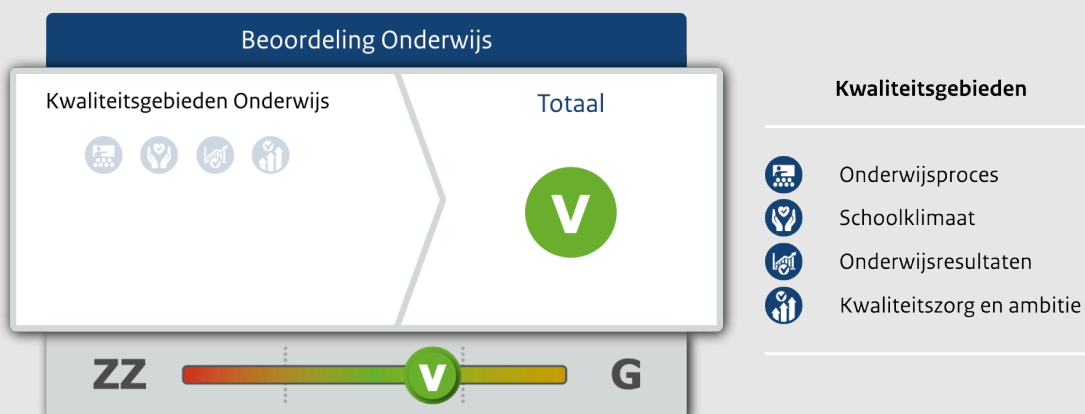 Beoordeling Onderwijs
Kwaliteitsgebieden Onderwijs
Totaal
V
ZZ
V
G
Kwaliteitsgebieden
Onderwijsproces
Schoolklimaat
Onderwijsresultaten
Kwaliteitszorg en ambitie